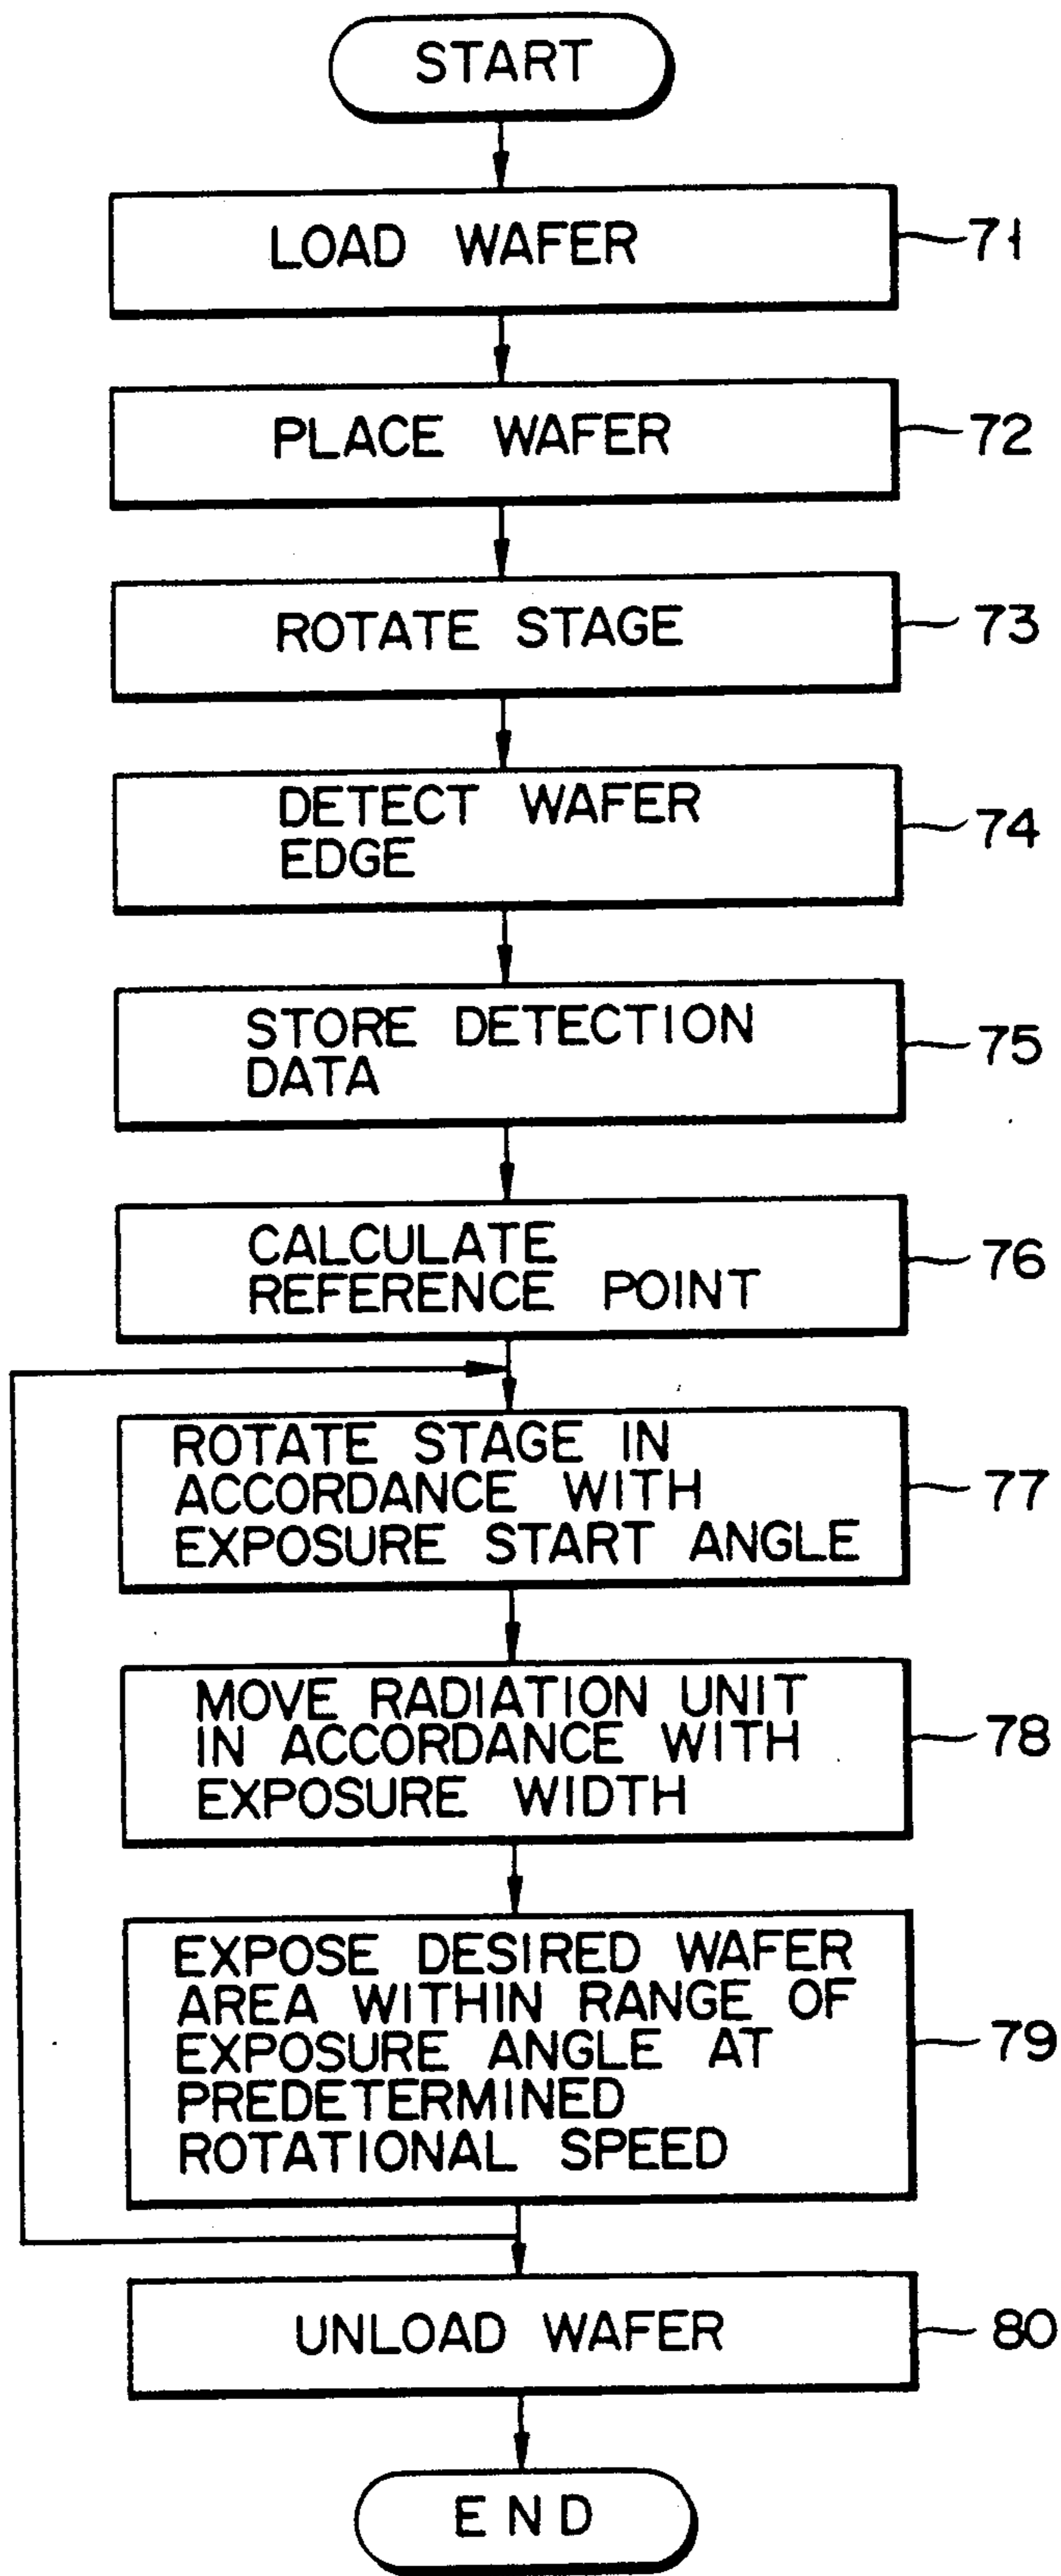 START
LOAD WAFER
71
PLACE WAFER
72
ROTATE STAGE
73
DETECT WAFER
EDGE
74
STORE DETECTION
DATA
75
CALCULATE
REFERENCE POINT
76
ROTATE STAGE IN
ACCORDANCE WITH
EXPOSURE START ANGLE
77
MOVE RADIATION UNIT
IN ACCORDANCE WITH
EXPOSURE WIDTH
78
EXPOSE DESIRED WAFER
AREA WITHIN RANGE OF
EXPOSURE ANGLE AT
PREDETERMINED
ROTATIONAL SPEED
79
UNLOAD WAFER
80
END